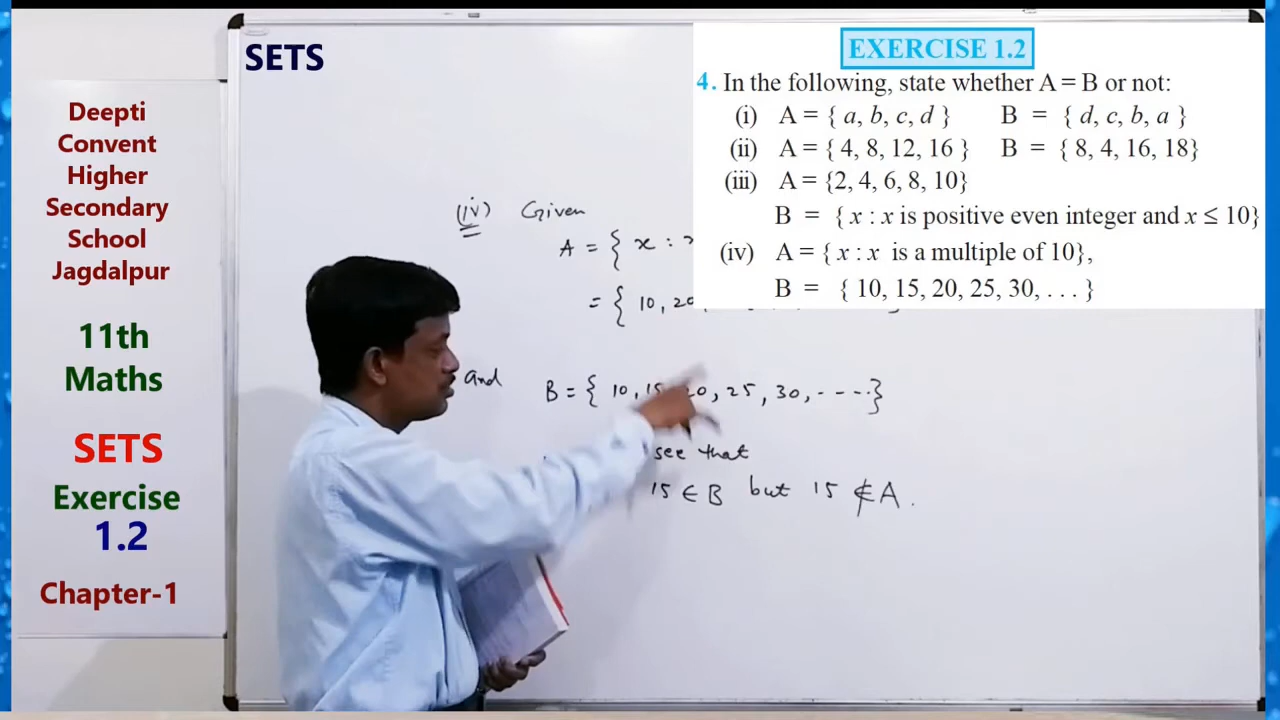 SETS
Deepti
Convent
Higher
Secondary
School
Jagdalpur
11th
Maths
SETS
Exercise
1.2
Chapter-1
EXERCISE 1.2
4. In the following, state whether A = B or not:
(i) A = { a, b, c, d } B = { d, c, b, a }
(ii) A = { 4, 8, 12, 16 } B = { 8, 4, 16, 18}
(iii) A = {2, 4, 6, 8, 10}
B = { x : x is positive even integer and x ≤ 10}
(iv) A = { x : x is a multiple of 10},
B = { 10, 15, 20, 25, 30, . . . }
(iv) Given
A = { x :
= { 10, 20,
and B = { 10, 15, 20, 25, 30, - - - - }
see that
15 ∈ B but 15 ∉ A.